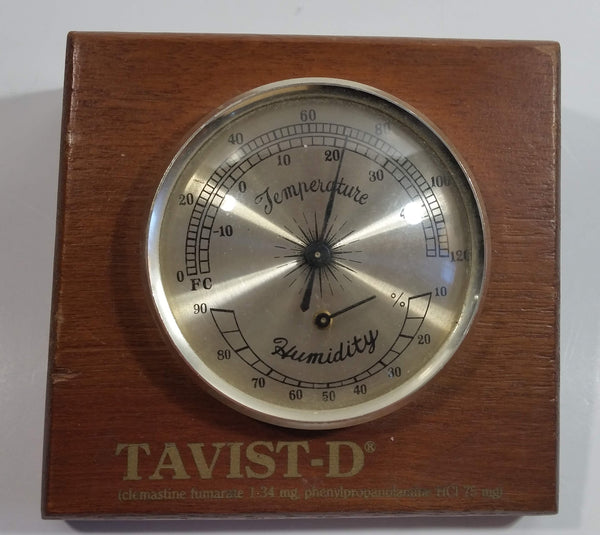 60
40 80
20 100
0 120
10 20 30
0
-10
FC
Temperature
90 % 10
80 20
70 30
60 50 40
Humidity
TAVIST-D®
(clemastine fumarate 1-34 mg, phenylpropanolamine HCl 75 mg)